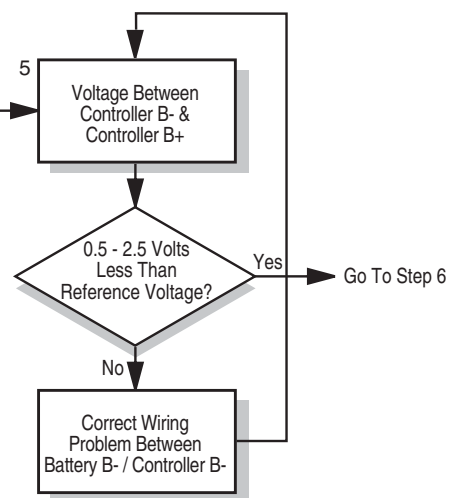 5
Voltage Between
Controller B- &
Controller B+
0.5 - 2.5 Volts
Less Than
Reference Voltage?
Yes
Go To Step 6
No
Correct Wiring
Problem Between
Battery B- / Controller B-